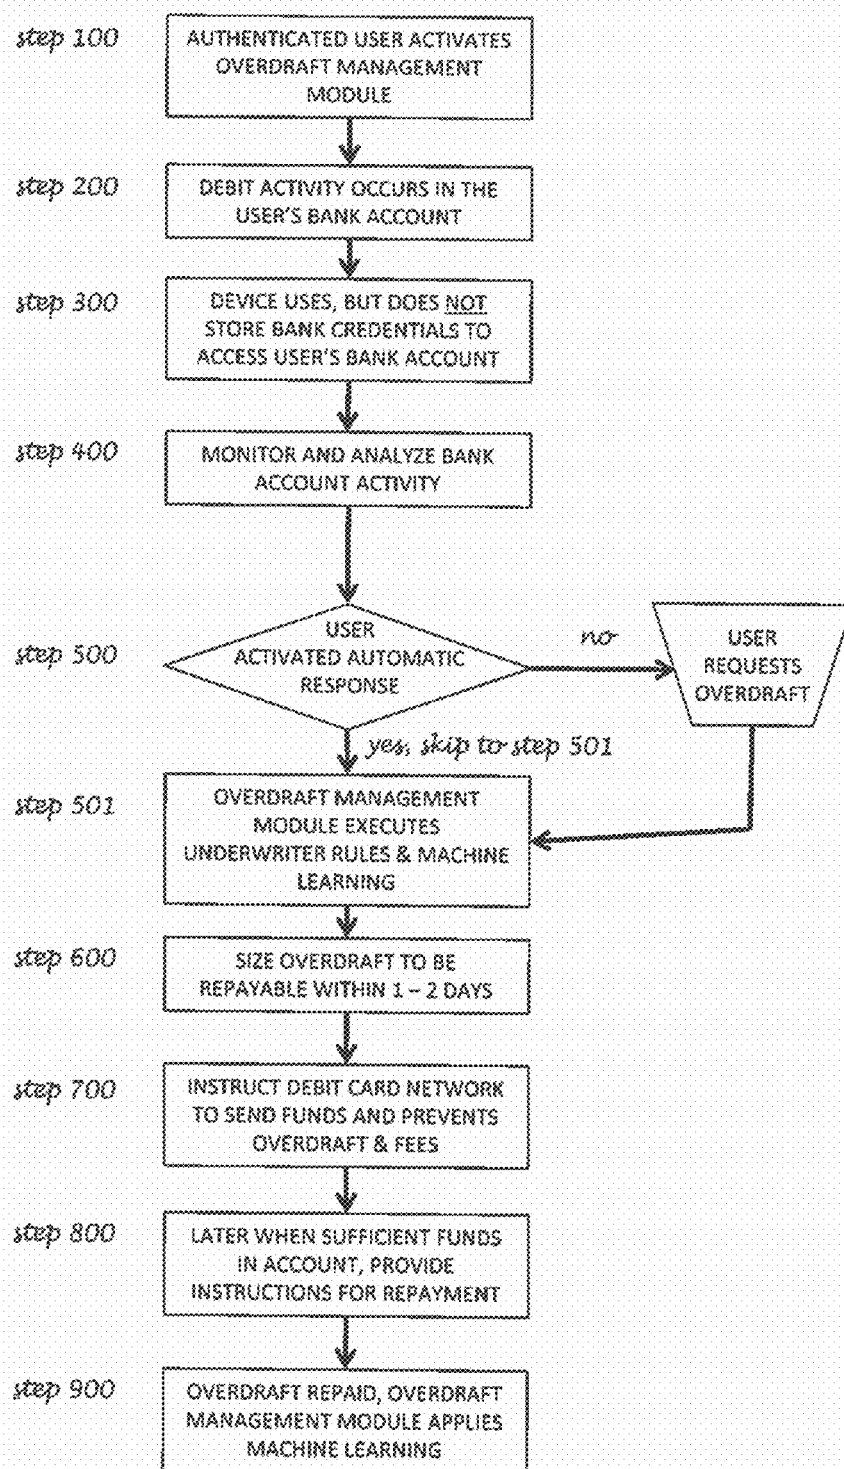 step 100
AUTHENTICATED USER ACTIVATES
OVERDRAFT MANAGEMENT
MODULE
step 200
DEBIT ACTIVITY OCCURS IN THE
USER'S BANK ACCOUNT
step 300
DEVICE USES, BUT DOES NOT
STORE BANK CREDENTIALS TO
ACCESS USER'S BANK ACCOUNT
step 400
MONITOR AND ANALYZE BANK
ACCOUNT ACTIVITY
step 500
USER
ACTIVATED AUTOMATIC
RESPONSE
no
USER
REQUESTS
OVERDRAFT
yes, skip to step 501
step 501
OVERDRAFT MANAGEMENT
MODULE EXECUTES
UNDERWRITER RULES & MACHINE
LEARNING
step 600
SIZE OVERDRAFT TO BE
REPAYABLE WITHIN 1 – 2 DAYS
step 700
INSTRUCT DEBIT CARD NETWORK
TO SEND FUNDS AND PREVENTS
OVERDRAFT & FEES
step 800
LATER WHEN SUFFICIENT FUNDS
IN ACCOUNT, PROVIDE
INSTRUCTIONS FOR REPAYMENT
step 900
OVERDRAFT REPAID, OVERDRAFT
MANAGEMENT MODULE APPLIES
MACHINE LEARNING